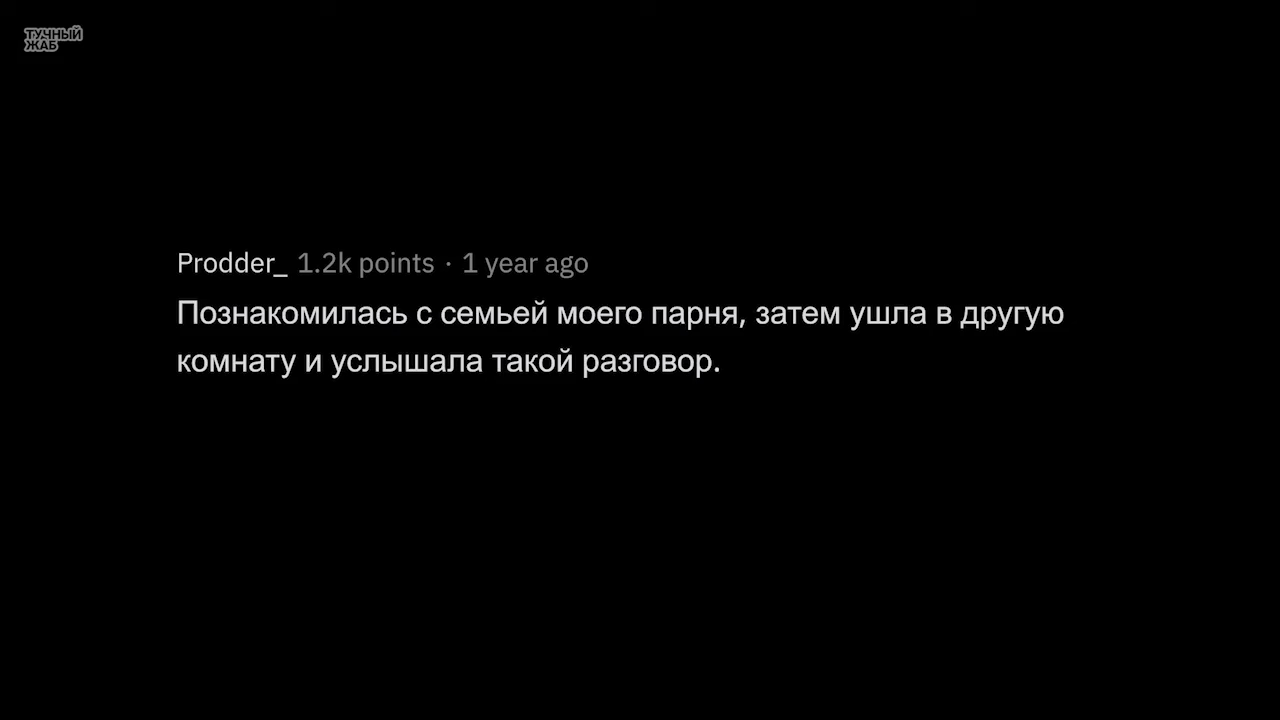 ТУЧНЫЙ
ЖАБ
Prodder_ 1.2k points · 1 year ago
Познакомилась с семьей моего парня, затем ушла в другую
комнату и услышала такой разговор.